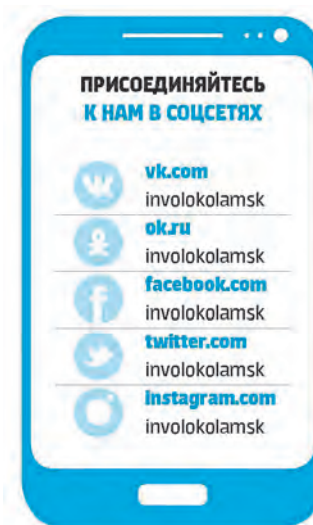 ПРИСОЕДИНЯЙТЕСЬ
К НАМ В СОЦСЕТЯХ
vk.com
involokolamsk
ok.ru
involokolamsk
facebook.com
involokolamsk
twitter.com
involokolamsk
instagram.com
involokolamsk